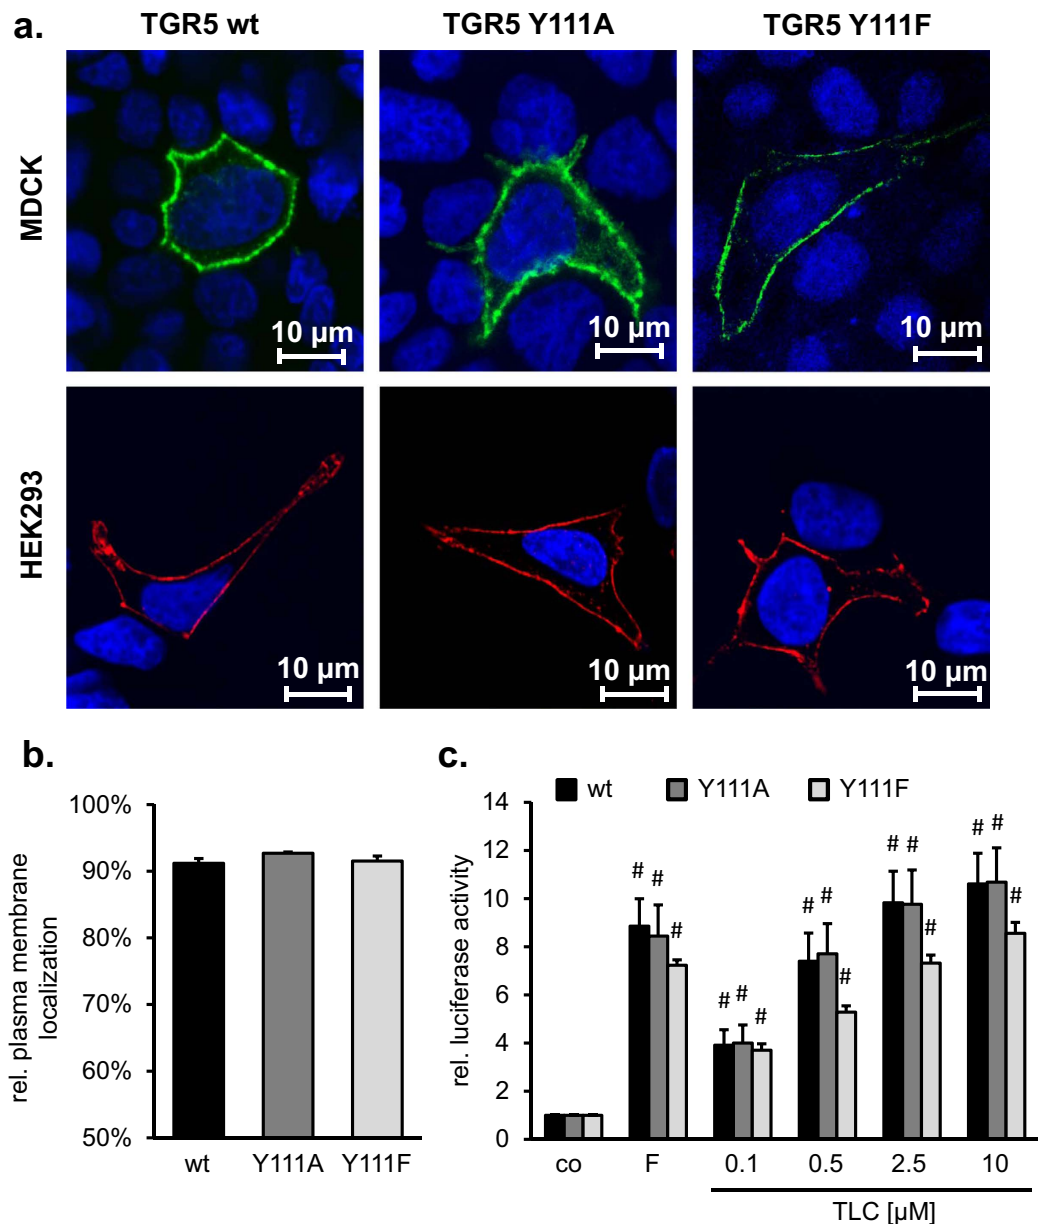 a.
TGR5 wt
TGR5 Y111A
TGR5 Y111F
MDCK
10 µm
10 µm
10 µm
HEK293
10 µm
10 µm
10 µm
b.
rel. plasma membrane
localization
100%
90%
80%
70%
60%
50%
wt
Y111A
Y111F
c.
wt
Y111A
Y111F
rel. luciferase activity
14
12
10
8
6
4
2
0
# # #
# # #
# # #
# # #
# # #
co
F
0.1
0.5
2.5
10
TLC [µM]